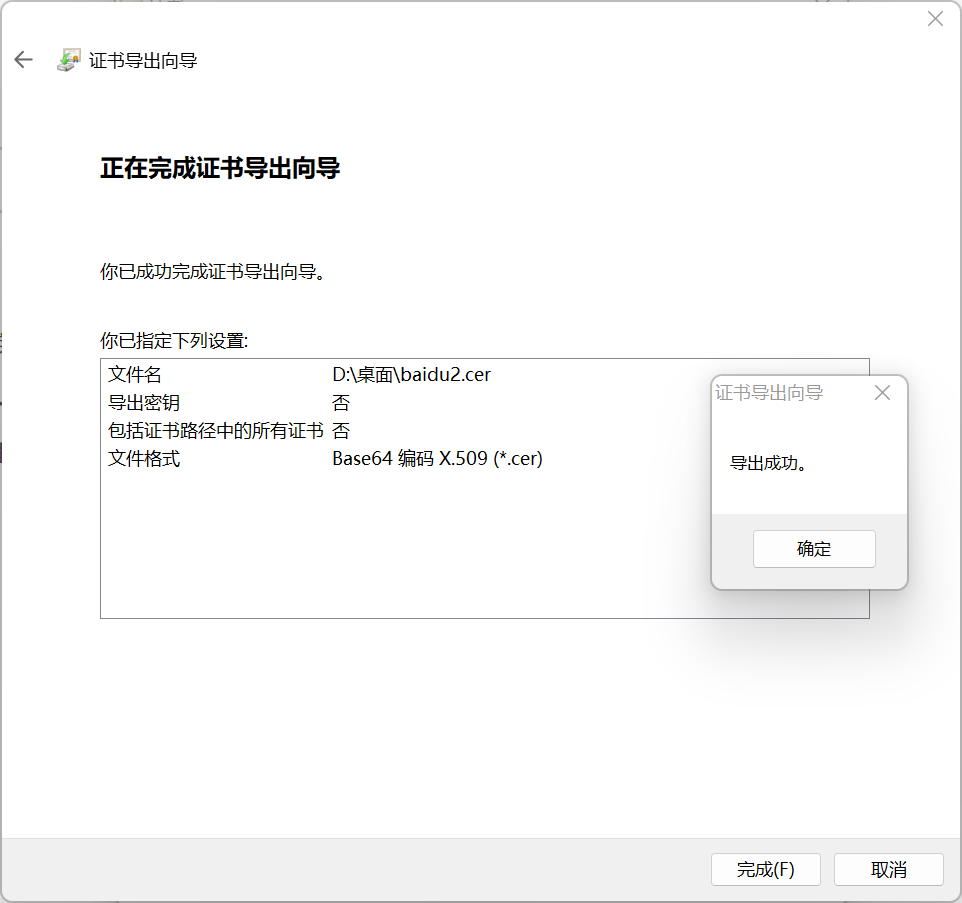 证书导出向导
正在完成证书导出向导
你已成功完成证书导出向导。
你已指定下列设置:
文件名 D:\桌面\baidu2.cer
导出密钥 否
包括证书路径中的所有证书 否
文件格式 Base64 编码 X.509 (*.cer)
证书导出向导
导出成功。
确定
完成(F) 取消